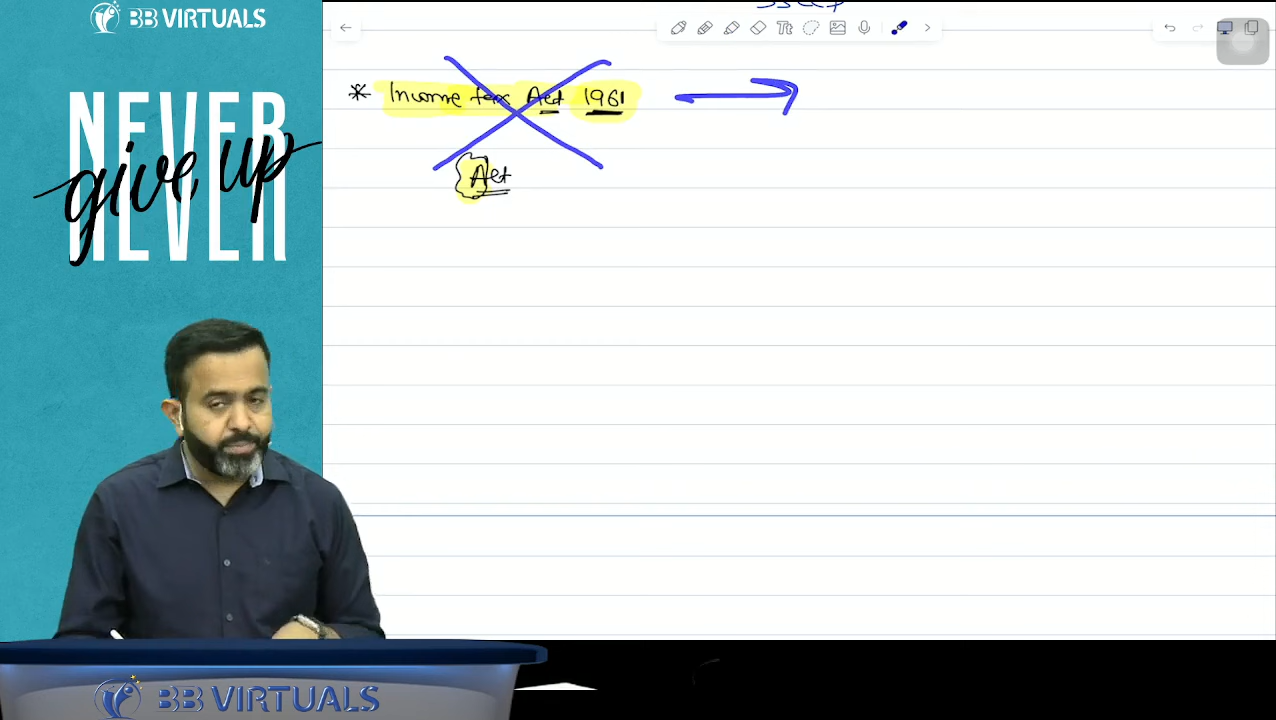 BB VIRTUALS
NEVER
give up
NEVER
* Income tax Act 1961
Act
BB VIRTUALS